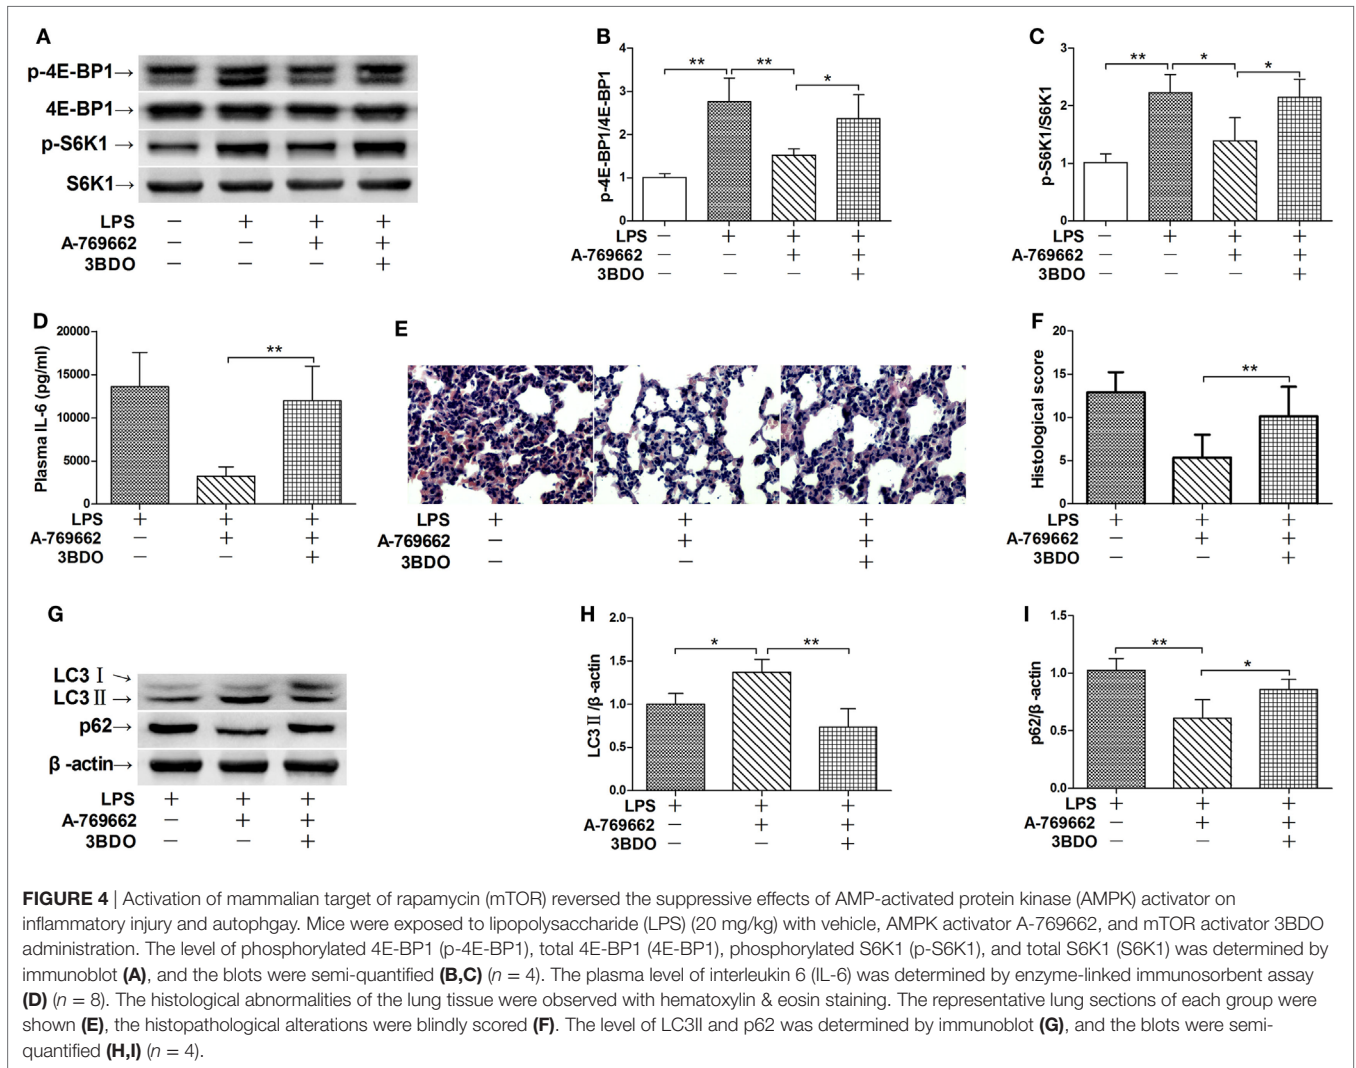 A
p-4E-BP1→
4E-BP1→
p-S6K1→
S6K1→
LPS − + + +
A-769662 − − + +
3BDO − − − +
B
p-4E-BP1/4E-BP1
4
3
2
1
0
** ** *
LPS − + + +
A-769662 − − + +
3BDO − − − +
C
p-S6K1/S6K1
3
2
1
0
** * *
LPS − + + +
A-769662 − − + +
3BDO − − − +
D
Plasma IL-6 (pg/ml)
20000
15000
10000
5000
0
**
LPS + + +
A-769662 − + +
3BDO − − +
E
LPS + + +
A-769662 − + +
3BDO − − +
F
Histological score
20
15
10
5
0
**
LPS + + +
A-769662 − + +
3BDO − − +
G
LC3 Ⅰ→
LC3 Ⅱ→
p62→
β -actin→
LPS + + +
A-769662 − + +
3BDO − − +
H
LC3 Ⅱ/β -actin
2.0
1.5
1.0
0.5
0.0
* **
LPS + + +
A-769662 − + +
3BDO − − +
I
p62/β-actin
1.5
1.0
0.5
0.0
** *
LPS + + +
A-769662 − + +
3BDO − − +
FIGURE 4 | Activation of mammalian target of rapamycin (mTOR) reversed the suppressive effects of AMP-activated protein kinase (AMPK) activator on
inflammatory injury and autophgay. Mice were exposed to lipopolysaccharide (LPS) (20 mg/kg) with vehicle, AMPK activator A-769662, and mTOR activator 3BDO
administration. The level of phosphorylated 4E-BP1 (p-4E-BP1), total 4E-BP1 (4E-BP1), phosphorylated S6K1 (p-S6K1), and total S6K1 (S6K1) was determined by
immunoblot (A), and the blots were semi-quantified (B,C) (n = 4). The plasma level of interleukin 6 (IL-6) was determined by enzyme-linked immunosorbent assay
(D) (n = 8). The histological abnormalities of the lung tissue were observed with hematoxylin & eosin staining. The representative lung sections of each group were
shown (E), the histopathological alterations were blindly scored (F). The level of LC3II and p62 was determined by immunoblot (G), and the blots were semi-
quantified (H,I) (n = 4).